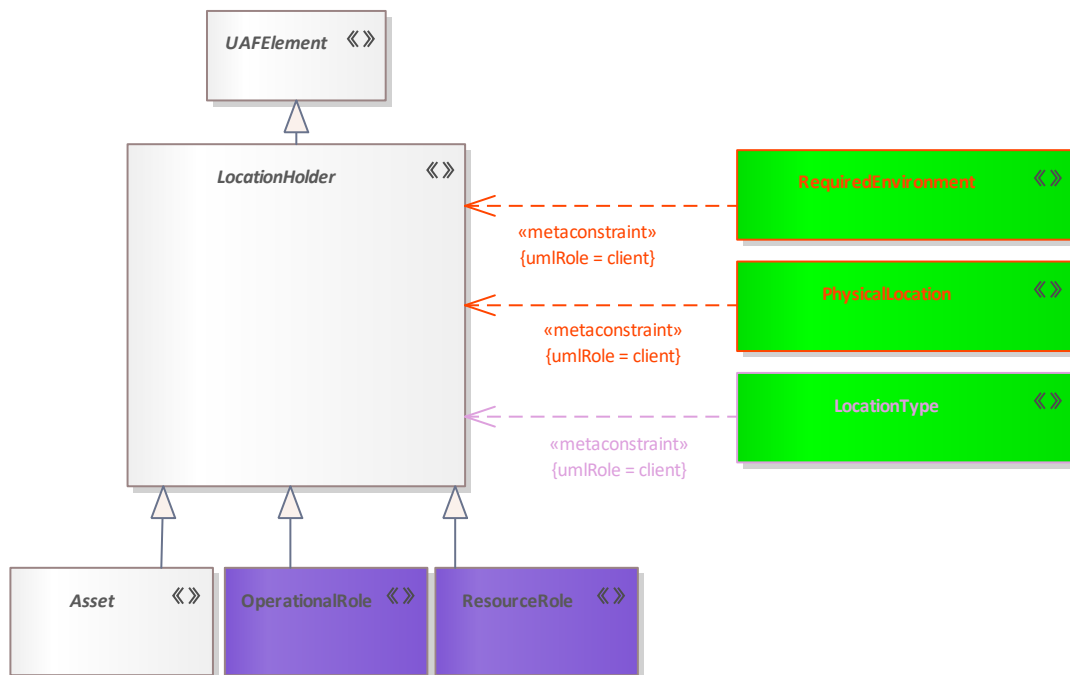 UAFElement «»
LocationHolder «»
RequiredEnvironment «»
«metaconstraint»
{umlRole = client}
PhysicalLocation «»
«metaconstraint»
{umlRole = client}
LocationType «»
«metaconstraint»
{umlRole = client}
Asset «»
OperationalRole «»
ResourceRole «»